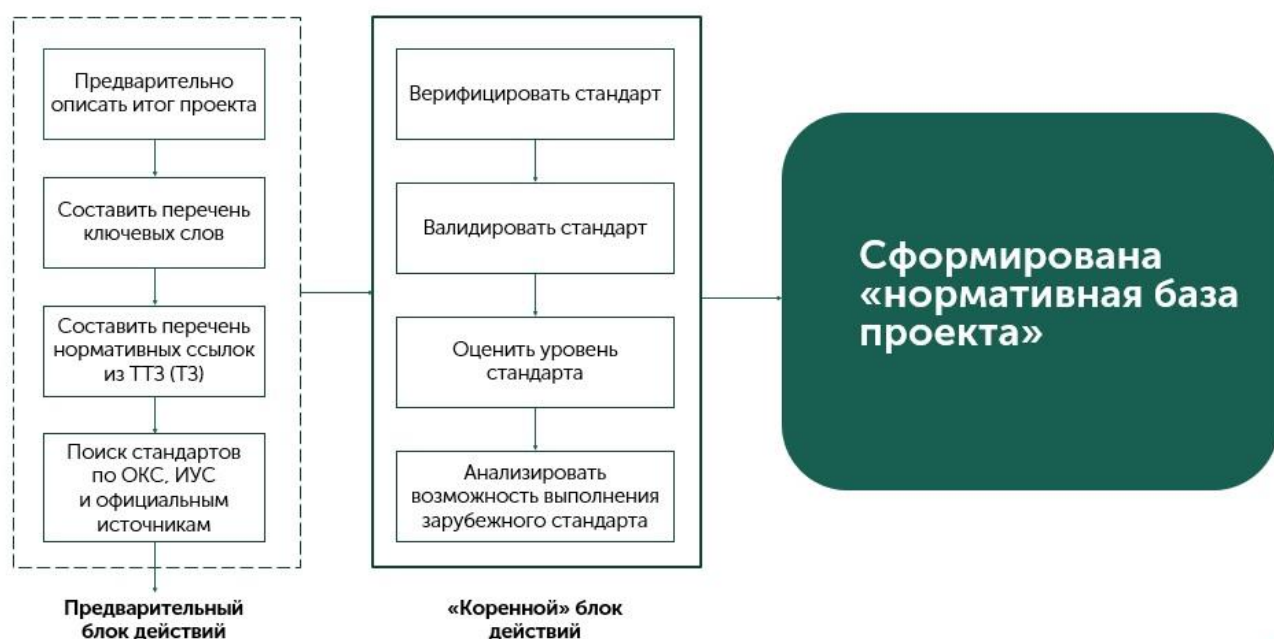 Предварительно
описать итог проекта
Составить перечень
ключевых слов
Составить перечень
нормативных ссылок
из ТТЗ (ТЗ)
Поиск стандартов
по ОКС, ИУС
и официальным
источникам
Предварительный
блок действий
Верифицировать стандарт
Валидировать стандарт
Оценить уровень
стандарта
Анализировать
возможность выполнения
зарубежного стандарта
«Коренной» блок
действий
Сформирована
«нормативная база
проекта»